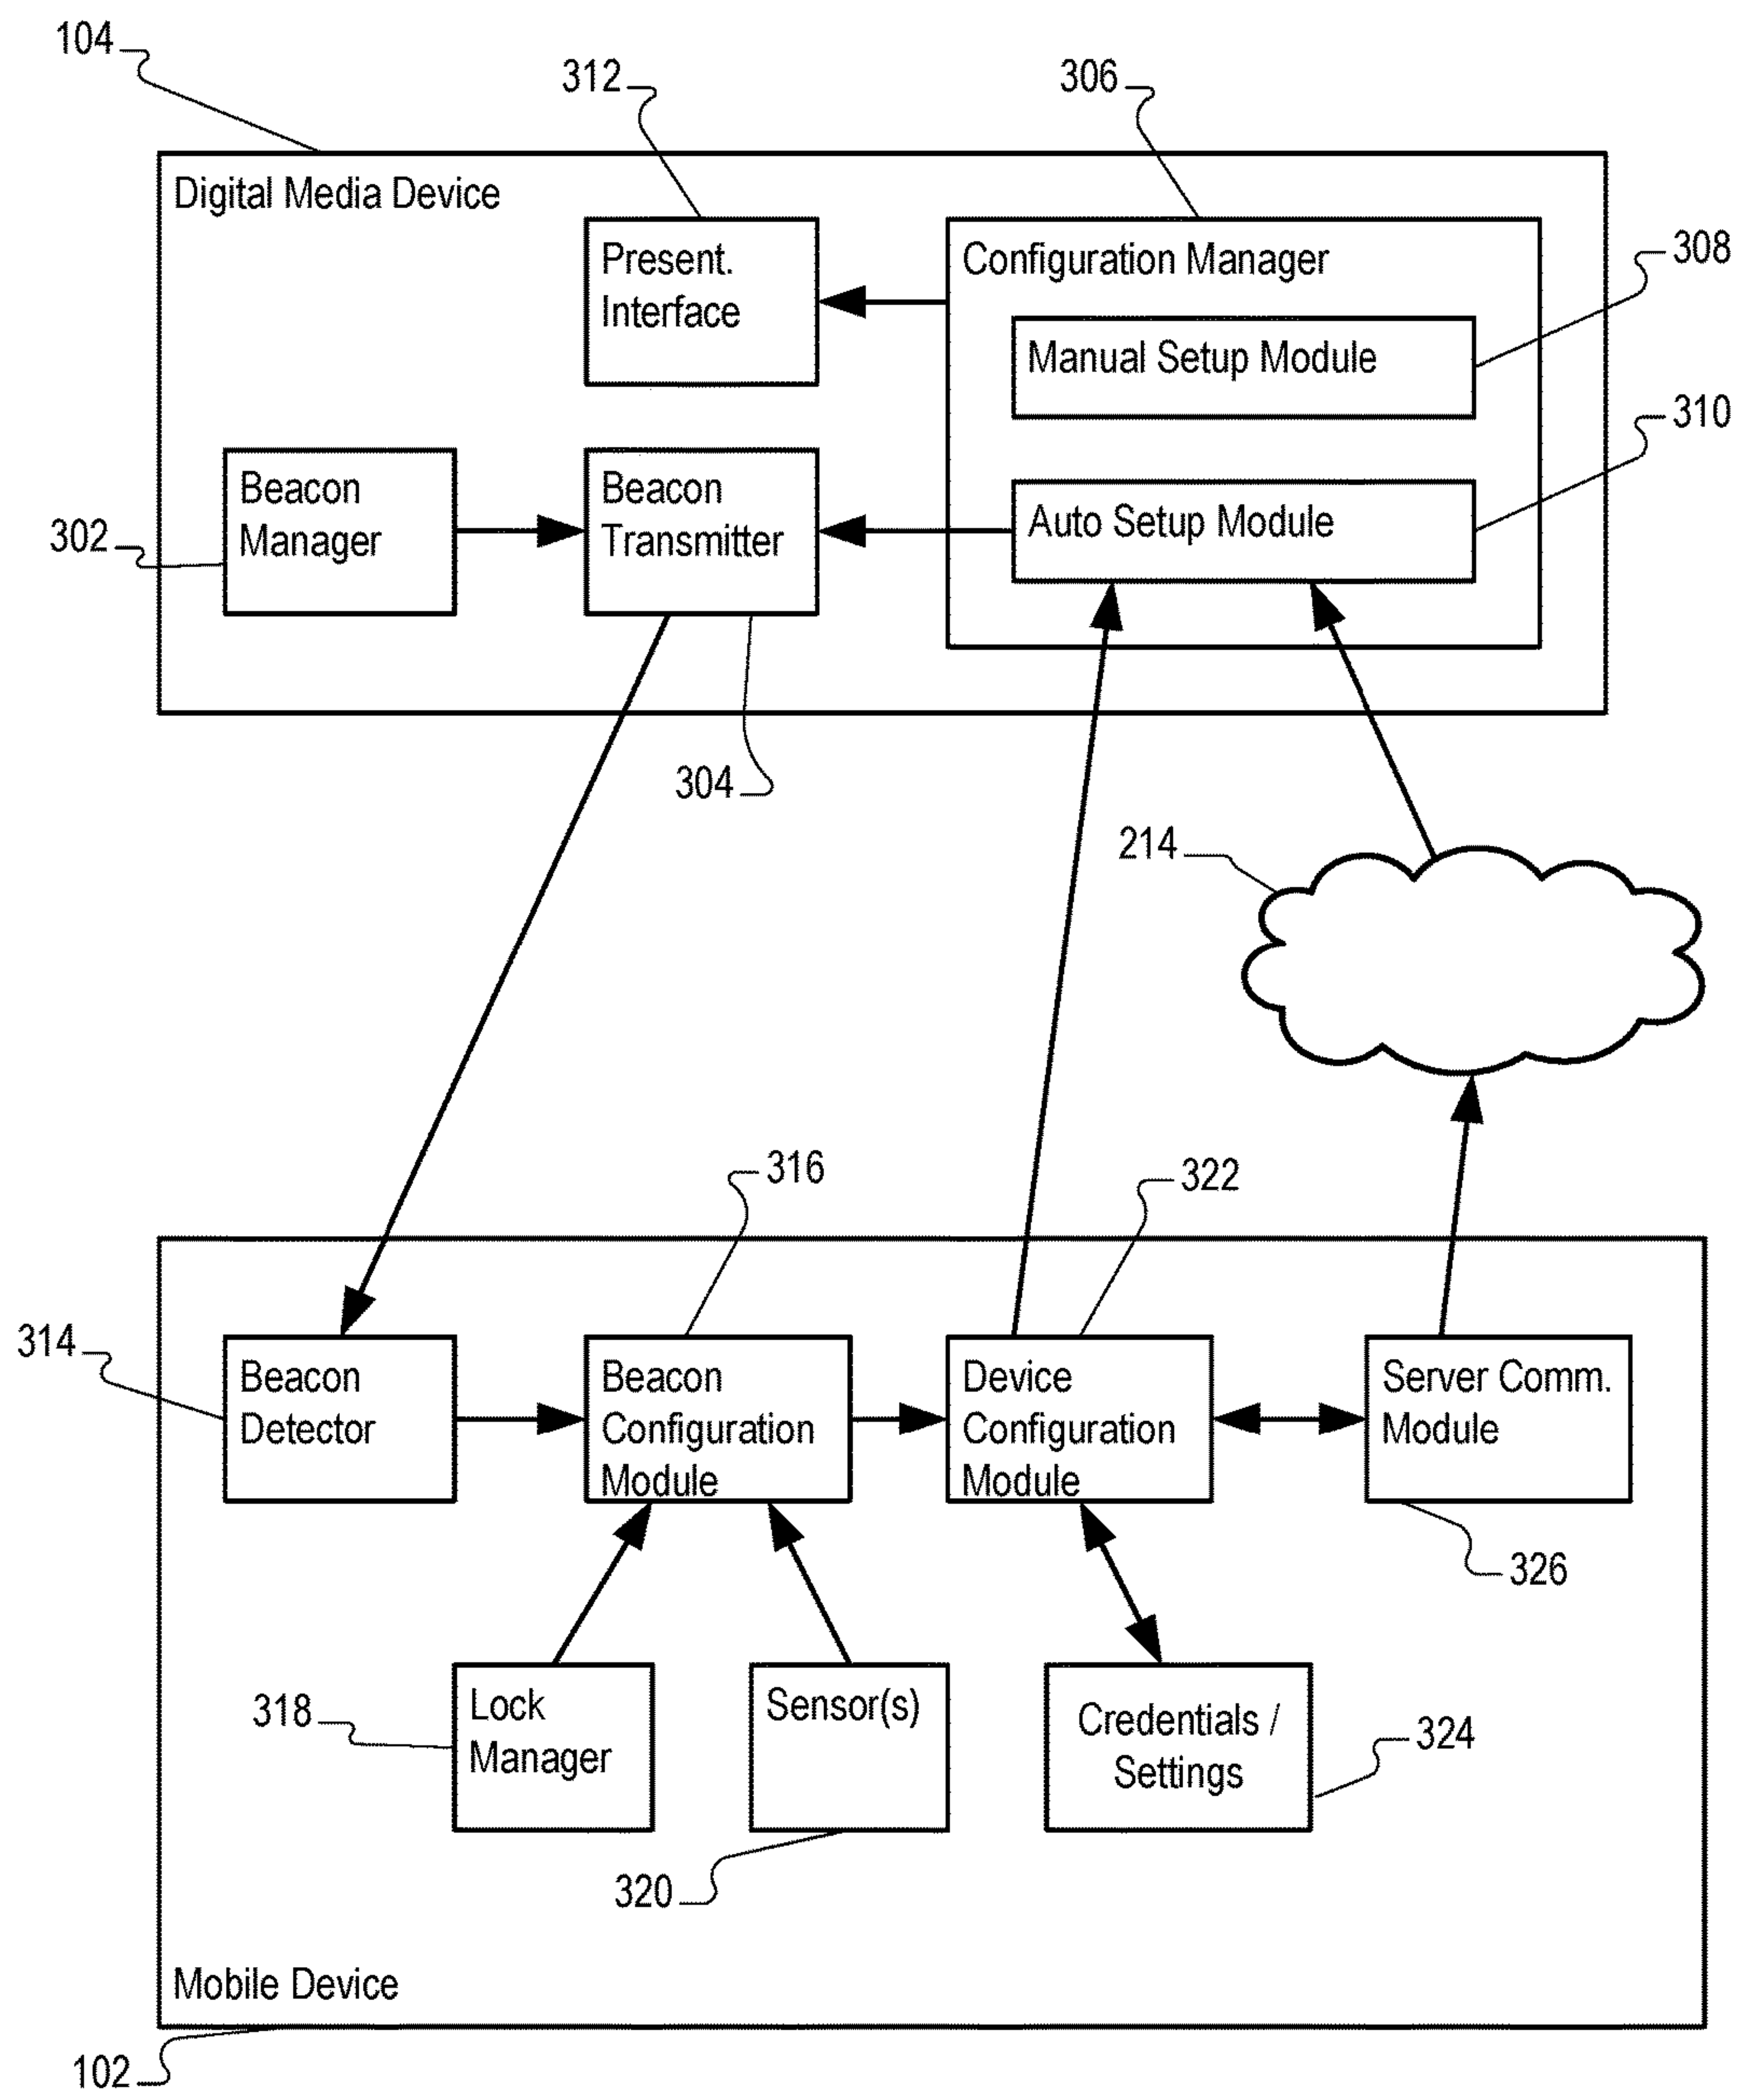 104
312
306
Digital Media Device
Present.
Interface
Configuration Manager
308
Manual Setup Module
310
Beacon
Manager
Beacon
Transmitter
Auto Setup Module
302
304
214
316
322
314
Beacon
Detector
Beacon
Configuration
Module
Device
Configuration
Module
Server Comm.
Module
326
318
Lock
Manager
Sensor(s)
Credentials /
Settings
324
320
Mobile Device
102